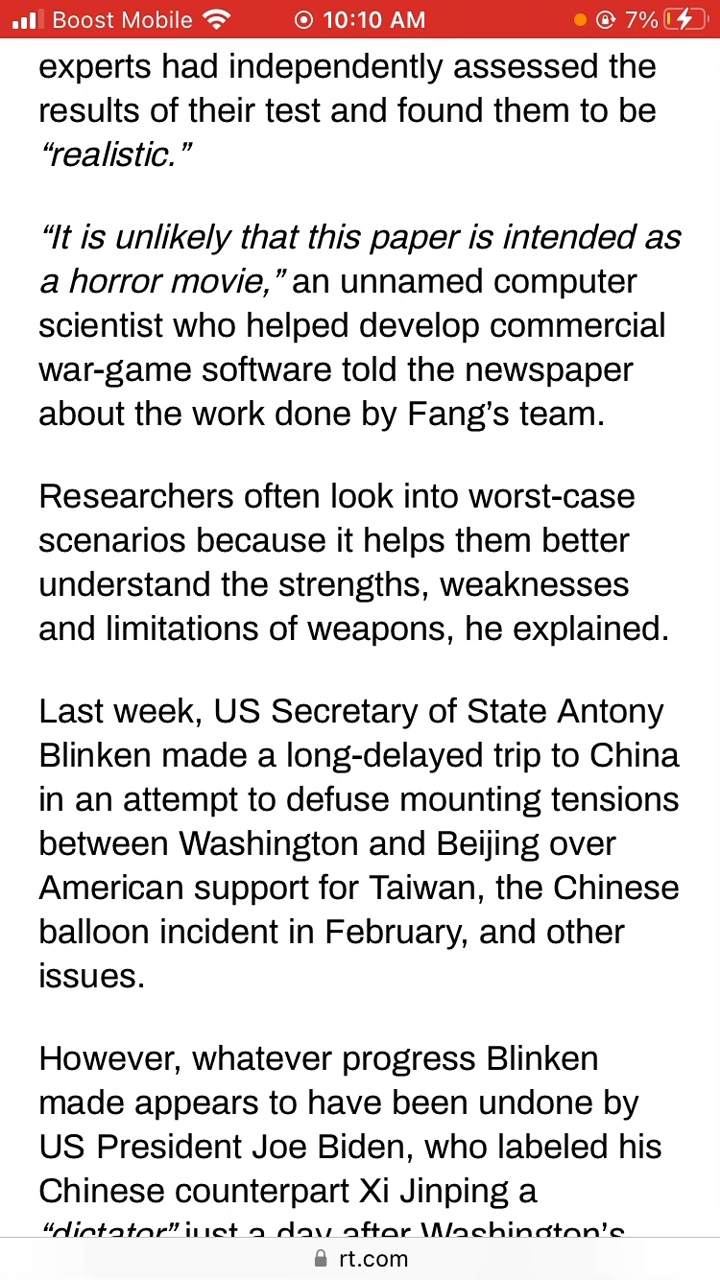 Boost Mobile 10:10 AM 7%
experts had independently assessed the
results of their test and found them to be
“realistic.”
“It is unlikely that this paper is intended as
a horror movie,” an unnamed computer
scientist who helped develop commercial
war-game software told the newspaper
about the work done by Fang’s team.
Researchers often look into worst-case
scenarios because it helps them better
understand the strengths, weaknesses
and limitations of weapons, he explained.
Last week, US Secretary of State Antony
Blinken made a long-delayed trip to China
in an attempt to defuse mounting tensions
between Washington and Beijing over
American support for Taiwan, the Chinese
balloon incident in February, and other
issues.
However, whatever progress Blinken
made appears to have been undone by
US President Joe Biden, who labeled his
Chinese counterpart Xi Jinping a
“dictator” just a day after Washington’s
rt.com